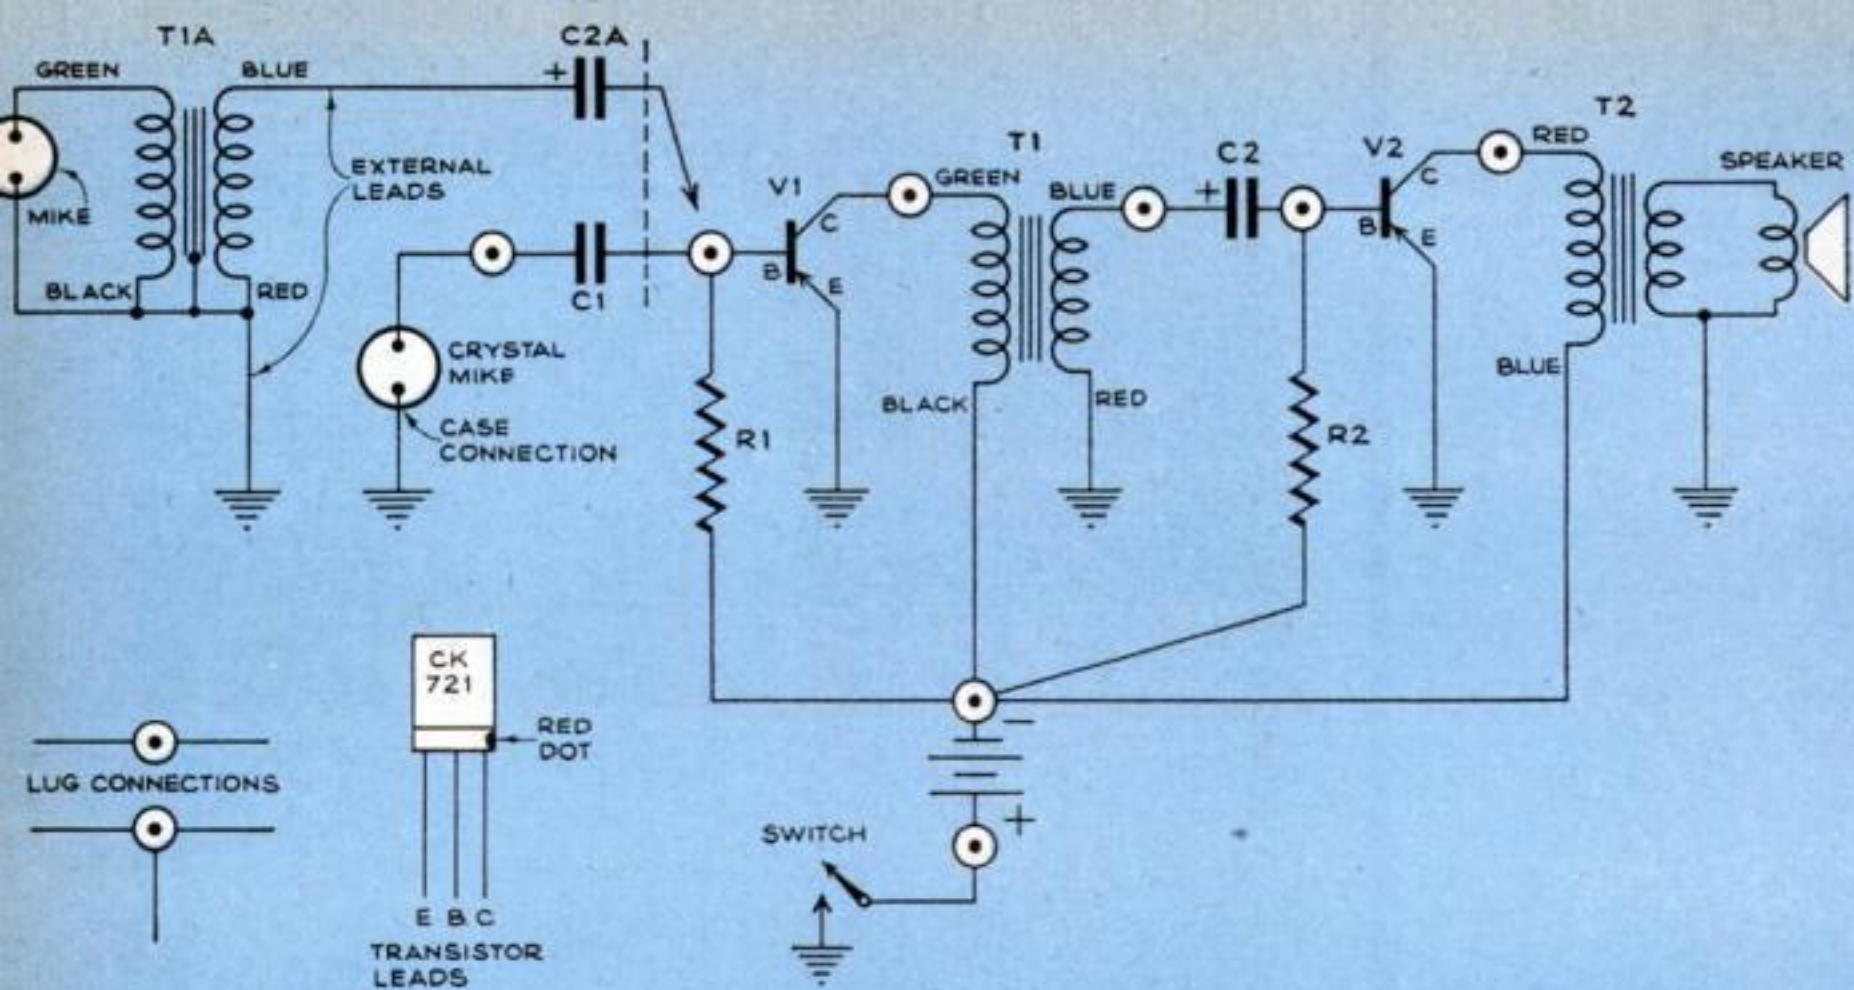 T1A
C2A
GREEN
BLUE
+
T2
RED
T1
C2
V2
SPEAKER
EXTERNAL
LEADS
V1
GREEN
BLUE
+
C
MIKE
C
B
E
B
E
BLACK
RED
C1
CRYSTAL
MIKE
BLUE
BLACK
RED
CASE
CONNECTION
R1
R2
CK
721
−
RED
DOT
LUG CONNECTIONS
+
SWITCH
E B C
TRANSISTOR
LEADS